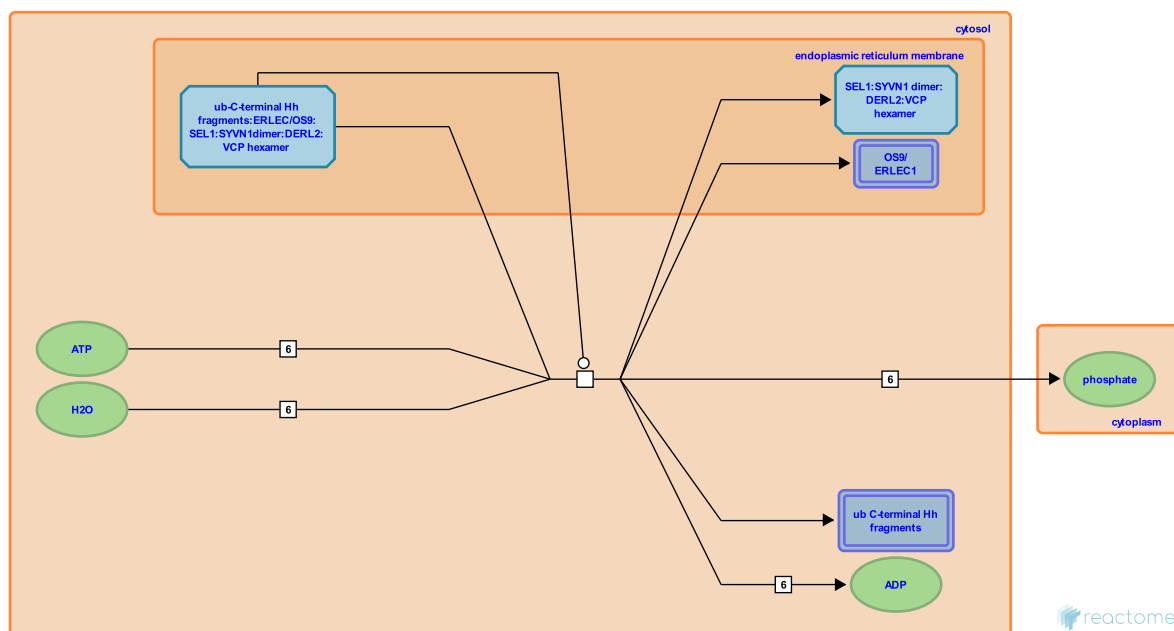 cytosol
endoplasmic reticulum membrane
ub-C-terminal Hh
fragments:ERLEC/OS9:
SEL1:SYVN1dimer:DERL2:
VCP hexamer
SEL1:SYVN1 dimer:
DERL2:VCP
hexamer
OS9/
ERLEC1
ATP
6
H2O
6
6
phosphate
cytoplasm
ub C-terminal Hh
fragments
6
ADP
reactome